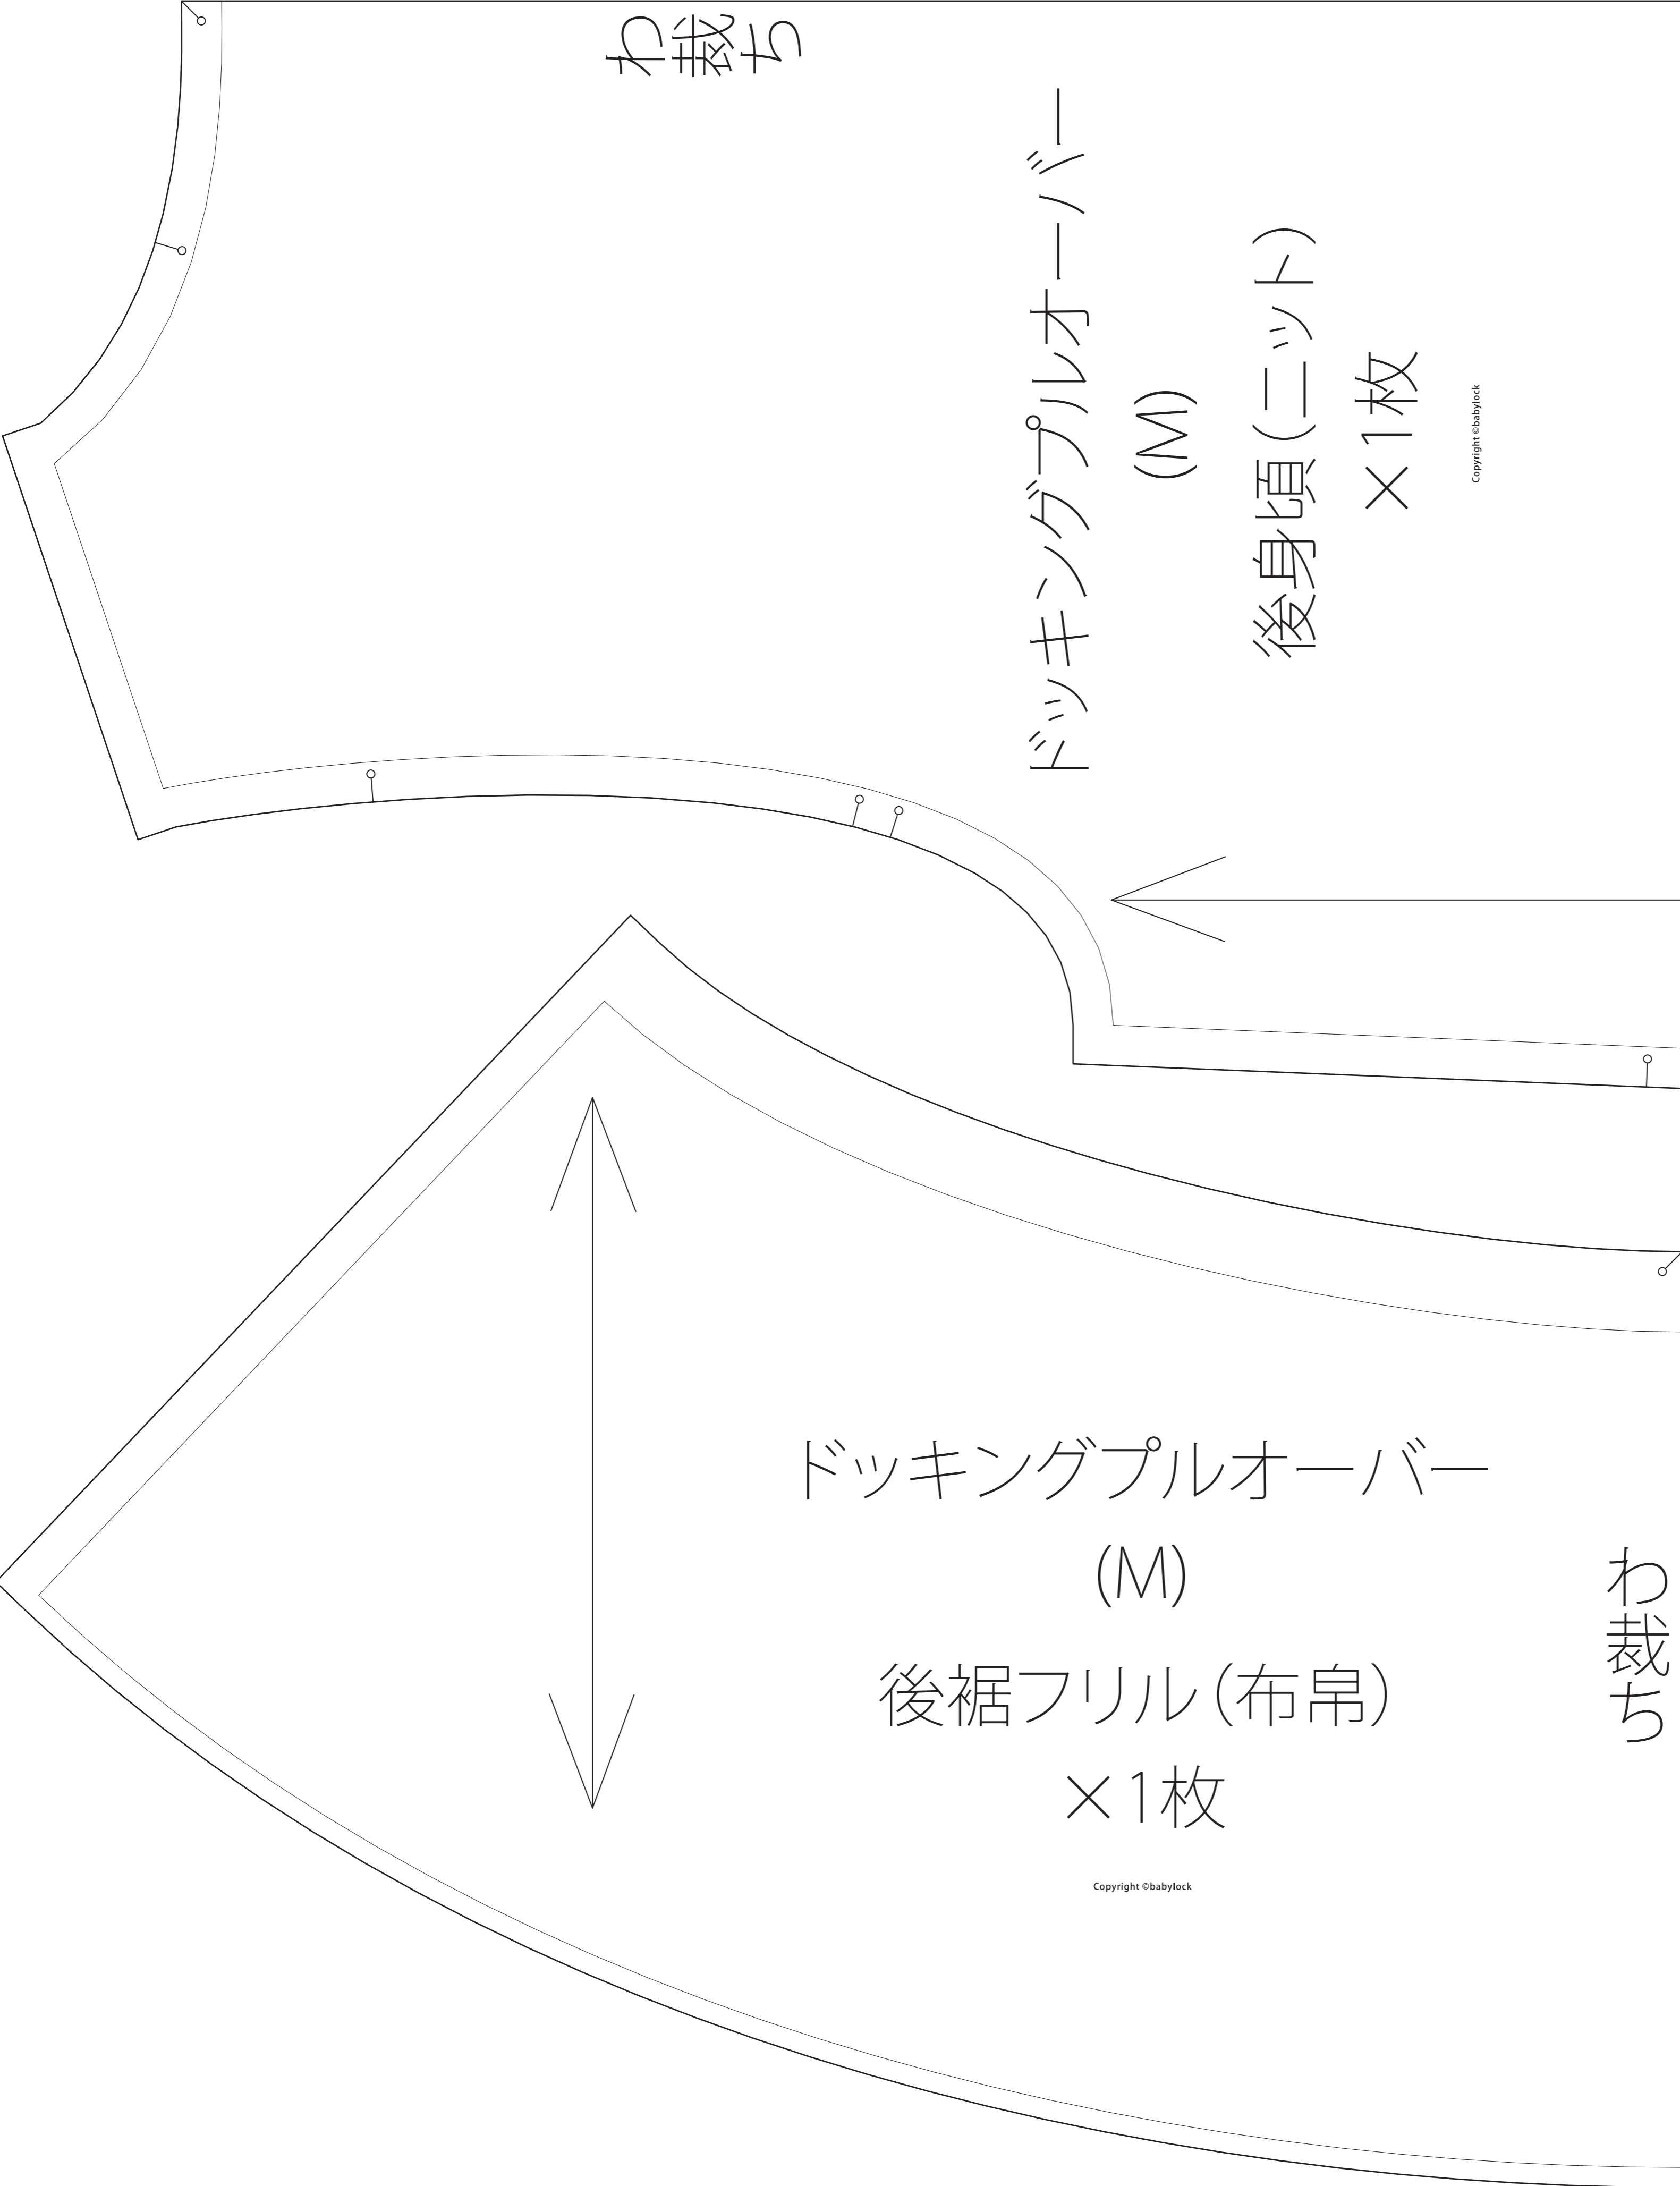 わ裁ち
ドッキングプルオーバー
(M)
後身頃(ニット)
×1枚
Copyright ©babylock
ドッキングプルオーバー
(M)
後裾フリル(布帛)
×1枚
Copyright ©babylock
わ裁ち